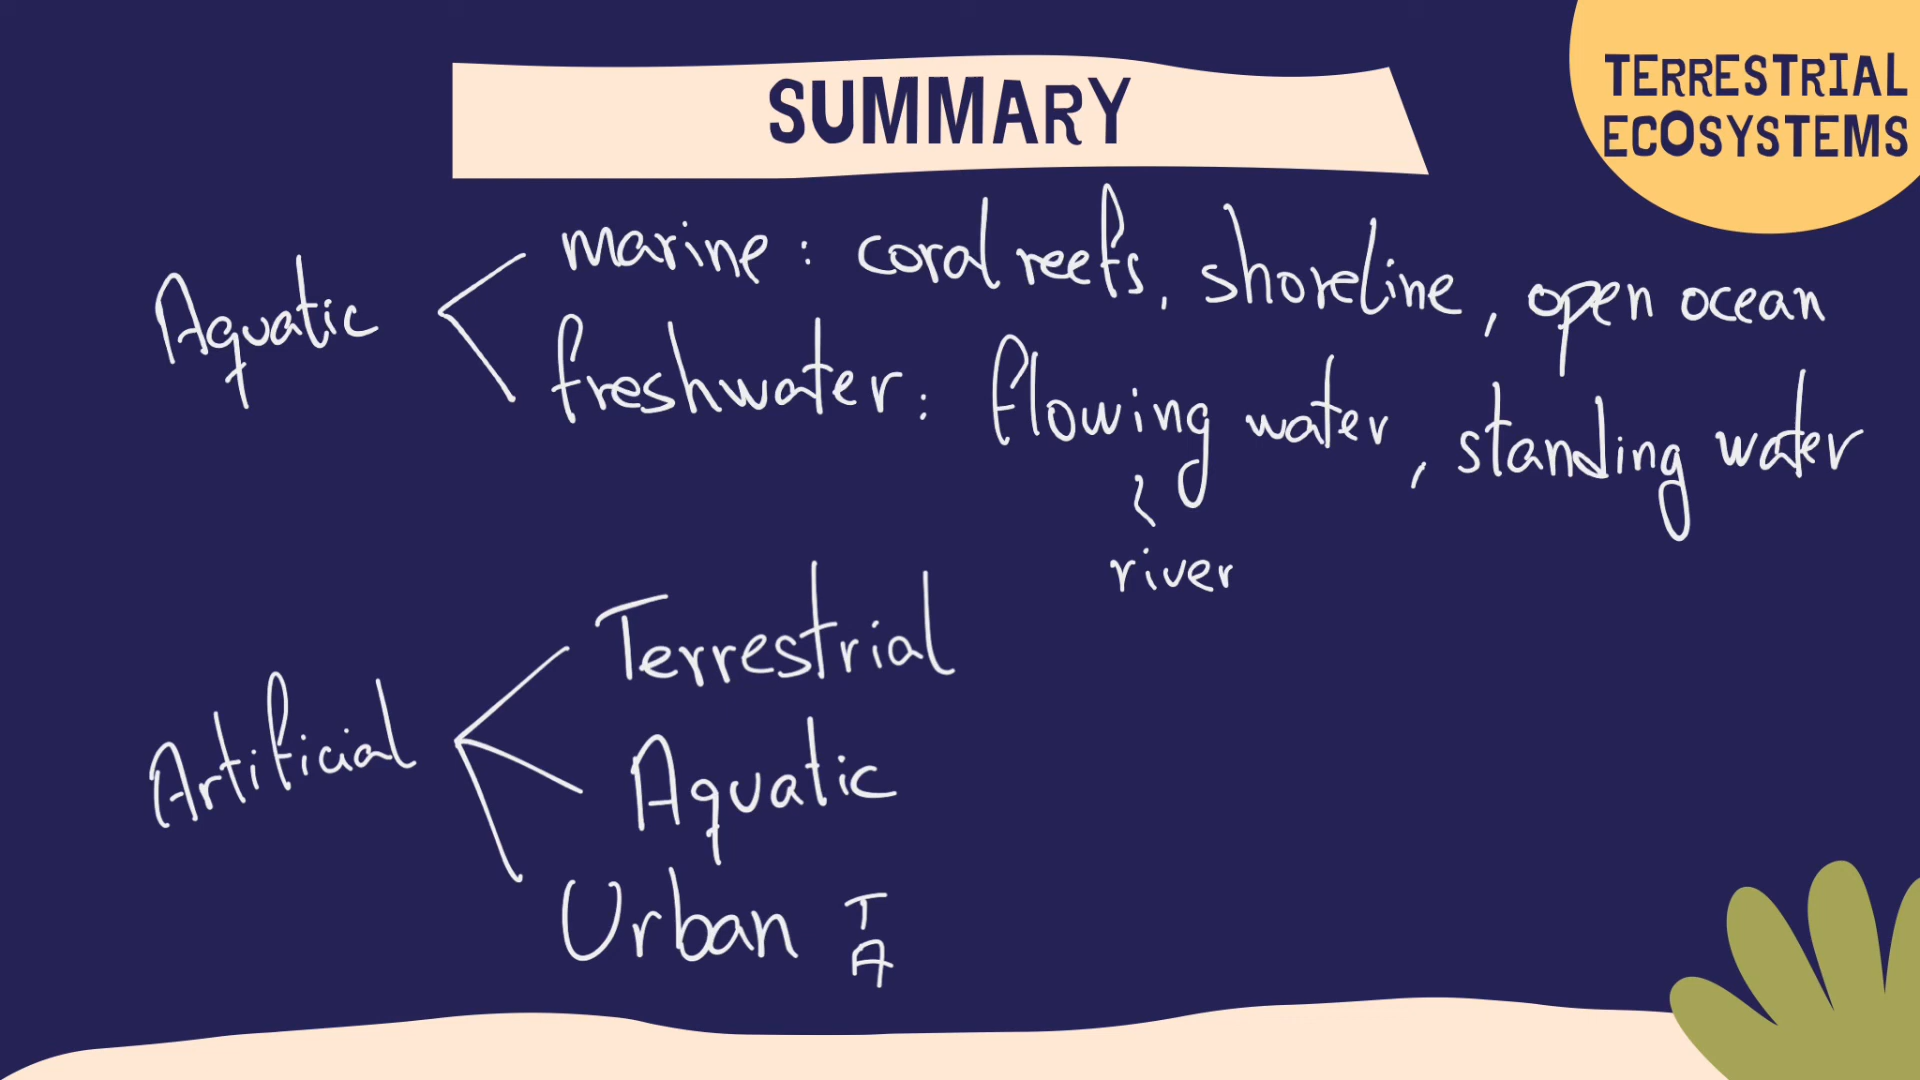 SUMMARY
TERRESTRIAL
ECOSYSTEMS
Aquatic
marine: coral reefs, shoreline, open ocean
freshwater: flowing water, standing water
river
Artificial
Terrestrial
Aquatic
Urban T
A